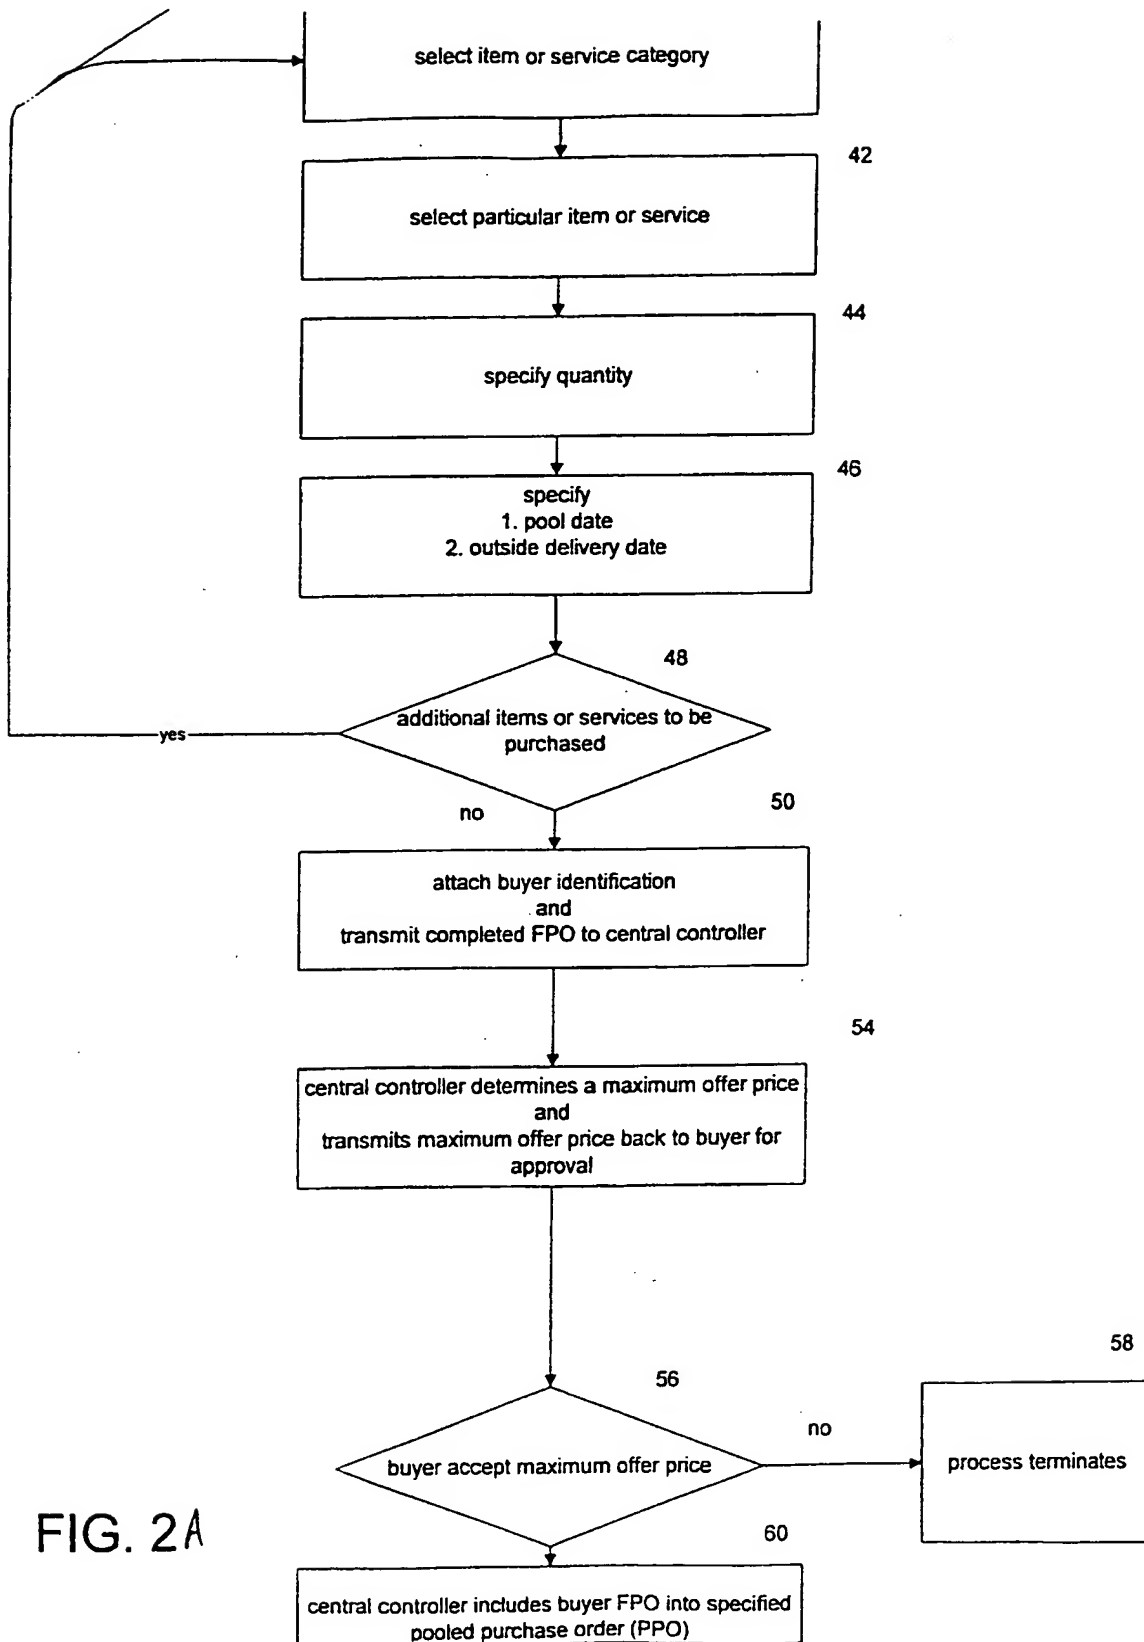 select item or service category
42
select particular item or service
44
specify quantity
46
specify
1. pool date
2. outside delivery date
48
additional items or services to be
purchased
yes
no
50
attach buyer identification
and
transmit completed FPO to central controller
54
central controller determines a maximum offer price
and
transmits maximum offer price back to buyer for
approval
58
56
no
buyer accept maximum offer price
process terminates
FIG. 2A
60
central controller includes buyer FPO into specified
pooled purchase order (PPO)